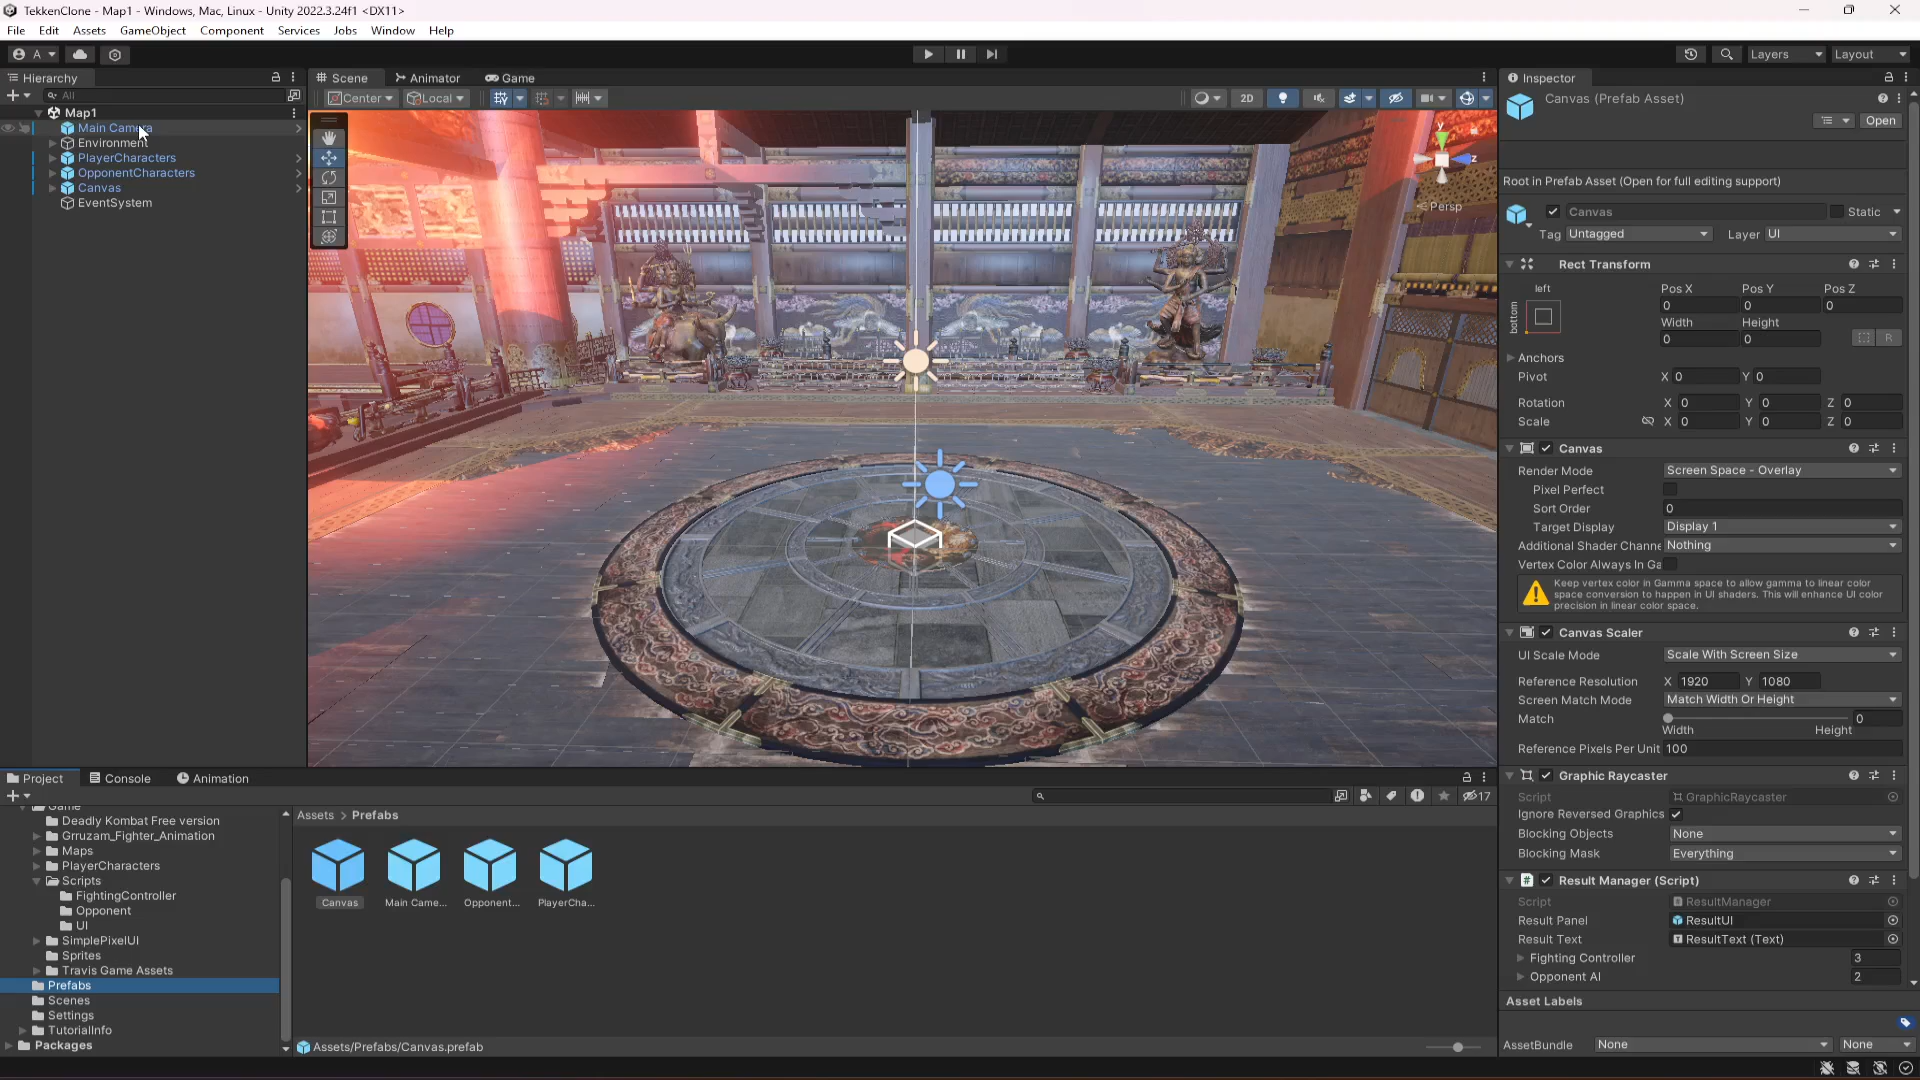 TekkenClone - Map1 - Windows, Mac, Linux - Unity 2022.3.24f1 <DX11>
File Edit Assets GameObject Component Services Jobs Window Help
A Layers Layout
Hierarchy
All
Map1
Main Camera
Environment
PlayerCharacters
OpponentCharacters
Canvas
EventSystem
Scene Animator Game
Center Local 2D
y
z
Persp
Inspector
Canvas (Prefab Asset)
Open
Root in Prefab Asset (Open for full editing support)
Canvas Static
Tag Untagged Layer UI
Rect Transform
left Pos X Pos Y Pos Z
bottom 0 0 0
Width Height
0 0 R
Anchors
Pivot X 0 Y 0
Rotation X 0 Y 0 Z 0
Scale X 0 Y 0 Z 0
Canvas
Render Mode Screen Space - Overlay
Pixel Perfect
Sort Order 0
Target Display Display 1
Additional Shader Channe Nothing
Vertex Color Always In Ga
Keep vertex color in Gamma space to allow gamma to linear color
space conversion to happen in UI shaders. This will enhance UI color
precision in linear color space.
Canvas Scaler
UI Scale Mode Scale With Screen Size
Reference Resolution X 1920 Y 1080
Screen Match Mode Match Width Or Height
Match 0
Width Height
Reference Pixels Per Unit 100
Graphic Raycaster
Script GraphicRaycaster
Ignore Reversed Graphics
Blocking Objects None
Blocking Mask Everything
Result Manager (Script)
Script ResultManager
Result Panel ResultUI
Result Text ResultText (Text)
Fighting Controller 3
Opponent AI 2
Asset Labels
AssetBundle None None
Project Console Animation
17
Game
Deadly Kombat Free version
Grruzam_Fighter_Animation
Maps
PlayerCharacters
Scripts
FightingController
Opponent
UI
SimplePixelUI
Sprites
Travis Game Assets
Prefabs
Scenes
Settings
TutorialInfo
Packages
Assets > Prefabs
Canvas Main Came... Opponent... PlayerCha...
Assets/Prefabs/Canvas.prefab